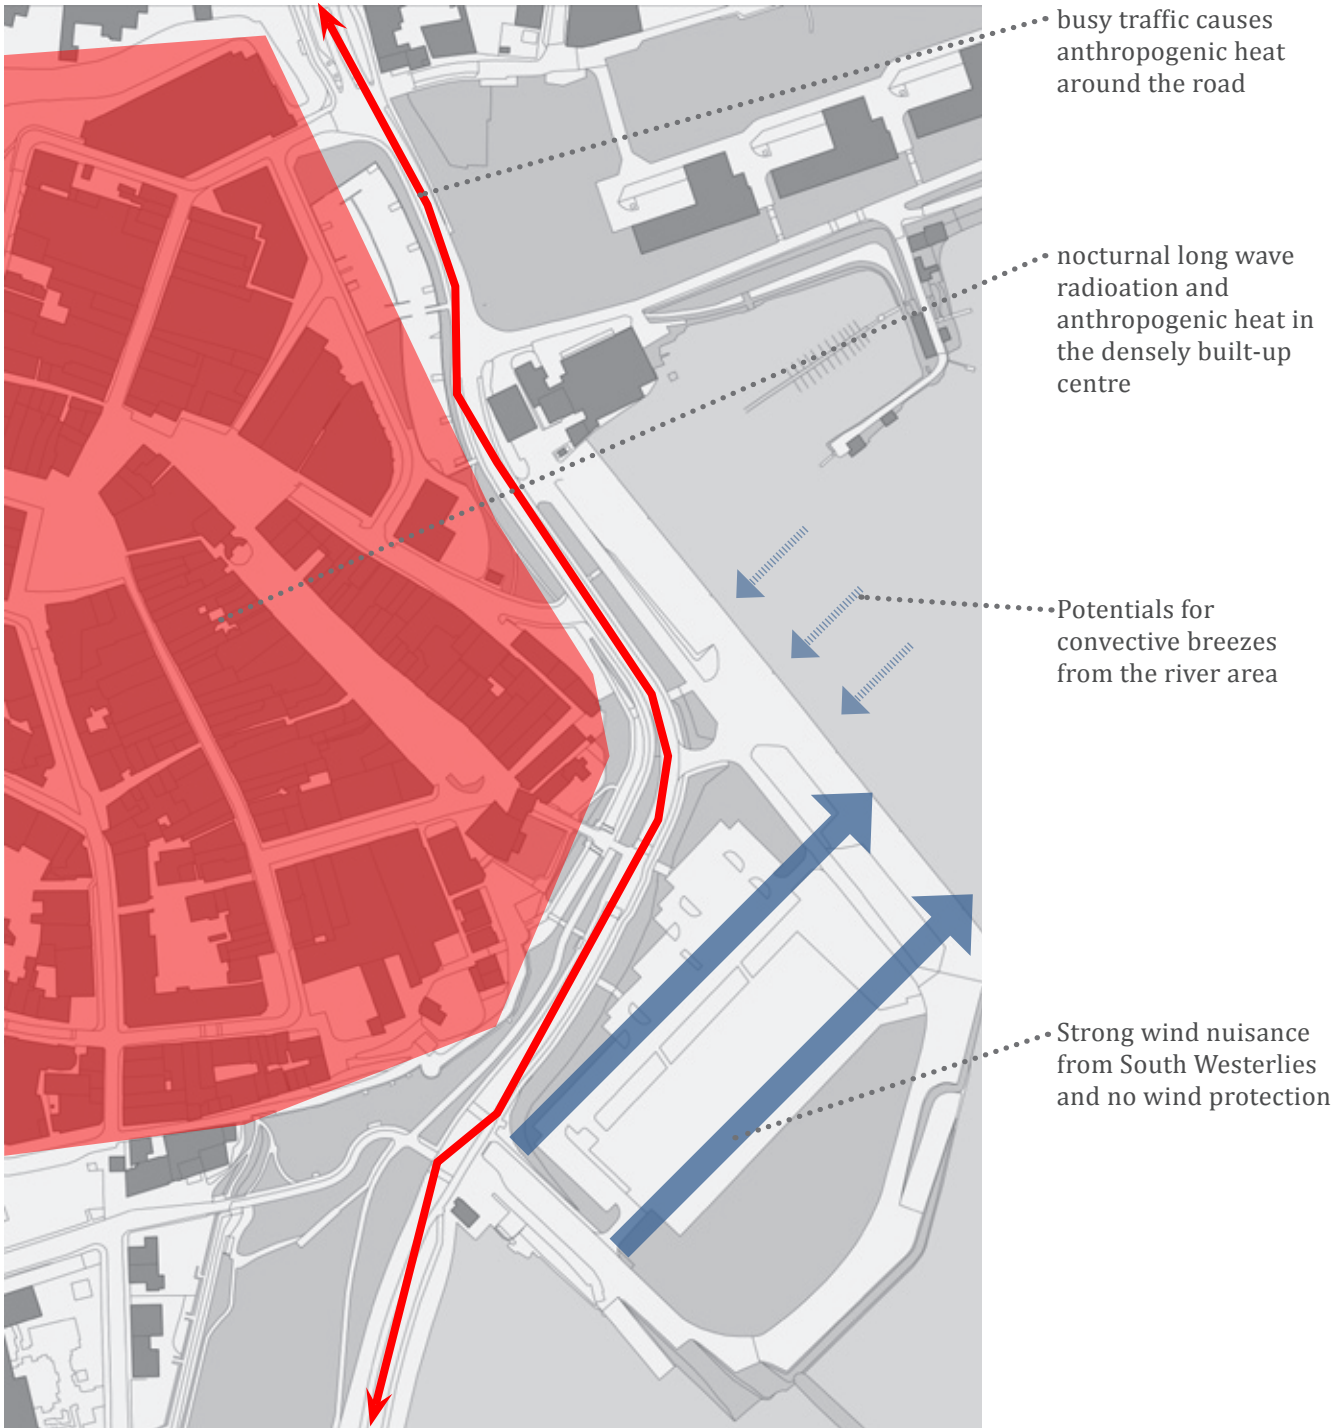 busy traffic causes
anthropogenic heat
around the road
nocturnal long wave
radioation and
anthropogenic heat in
the densely built-up
centre
Potentials for
convective breezes
from the river area
Strong wind nuisance
from South Westerlies
and no wind protection